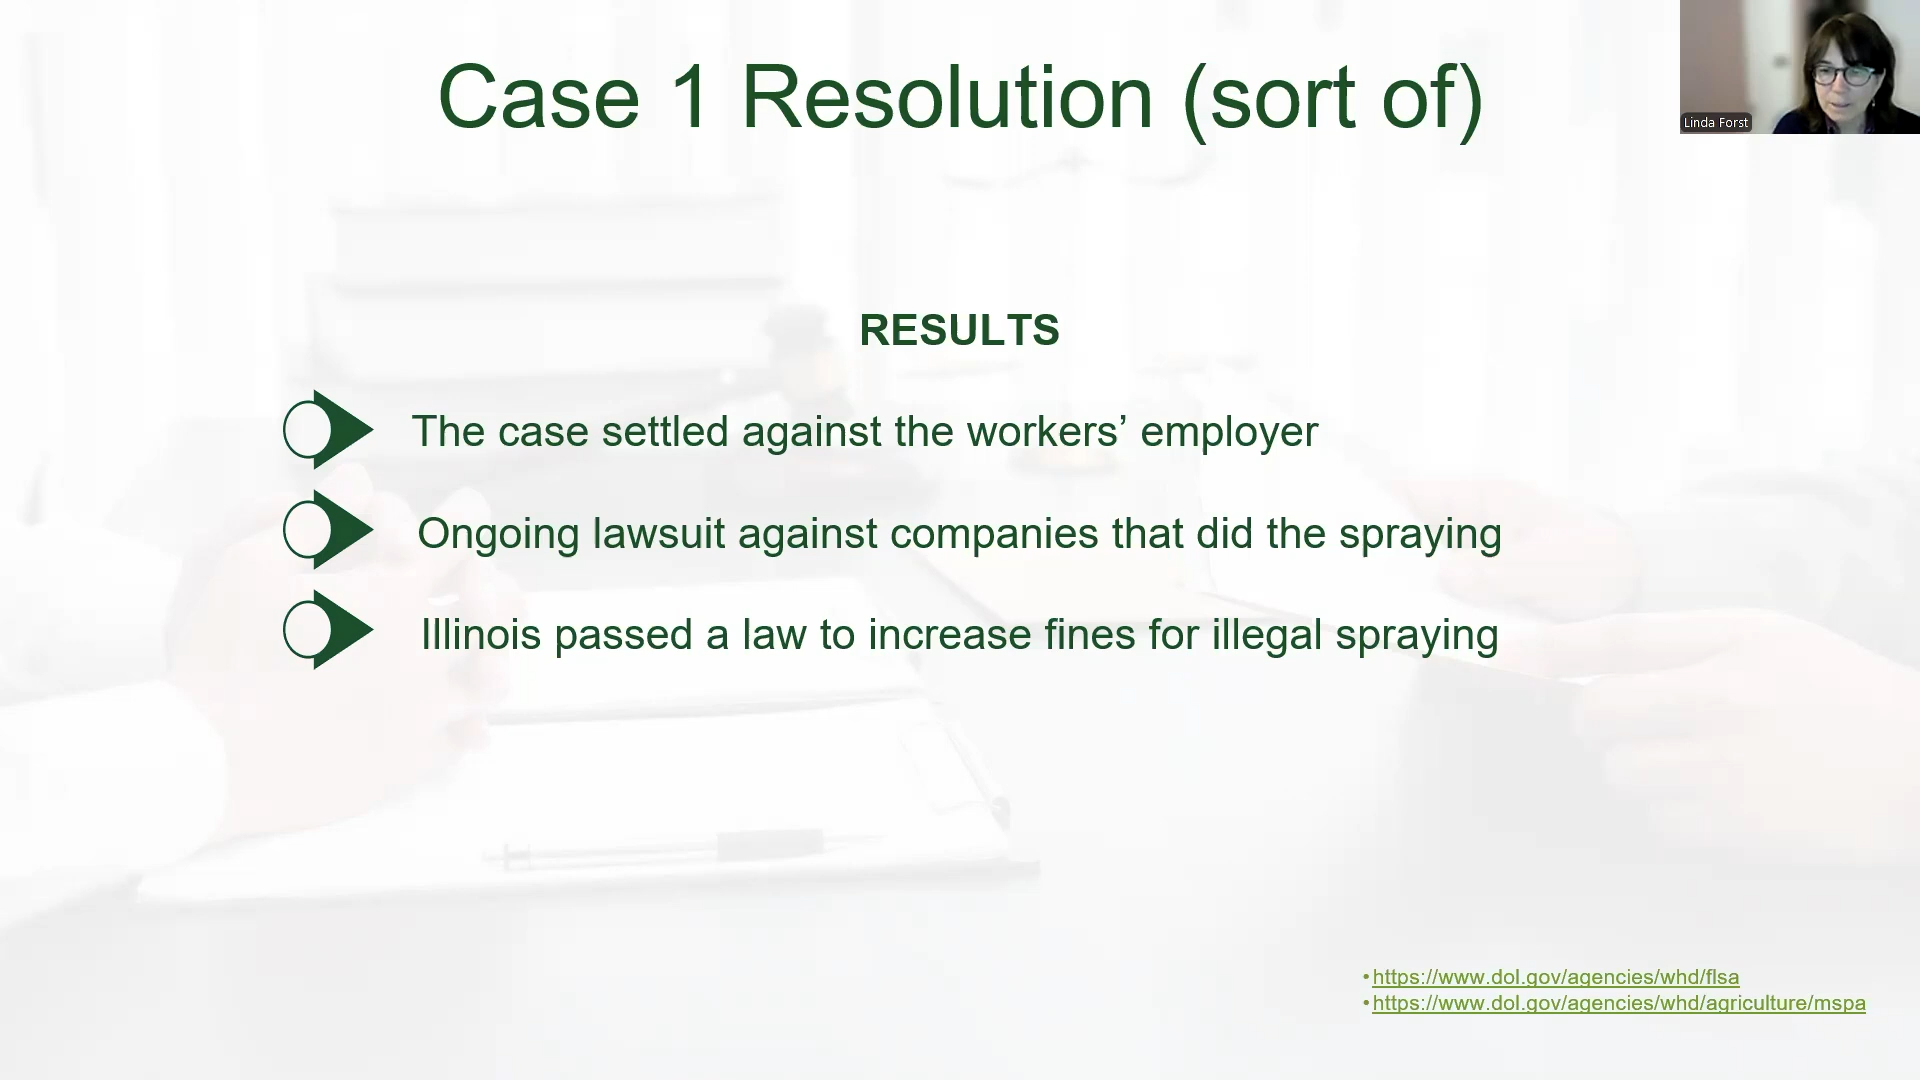 Case 1 Resolution (sort of)
Linda Forst
RESULTS
The case settled against the workers’ employer
Ongoing lawsuit against companies that did the spraying
Illinois passed a law to increase fines for illegal spraying
•https://www.dol.gov/agencies/whd/flsa
•https://www.dol.gov/agencies/whd/agriculture/mspa